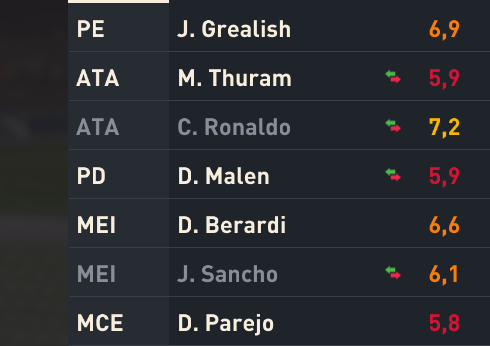 PE J. Grealish 6,9
ATA M. Thuram 5,9
ATA C. Ronaldo 7,2
PD D. Malen 5,9
MEI D. Berardi 6,6
MEI J. Sancho 6,1
MCE D. Parejo 5,8